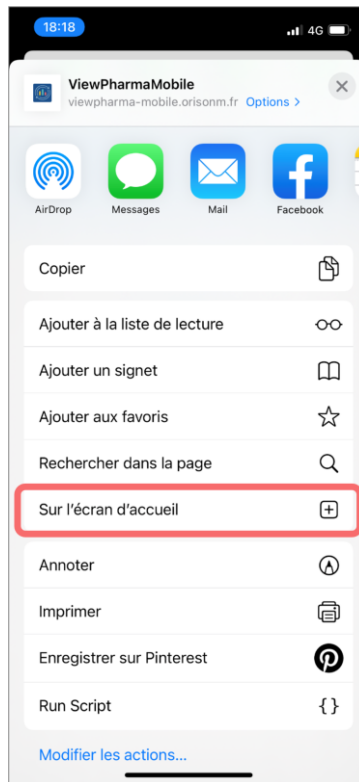 18:18
4G
ViewPharmaMobile
viewpharma-mobile.orisonm.fr Options >
AirDrop Messages Mail Facebook
Copier
Ajouter à la liste de lecture
Ajouter un signet
Ajouter aux favoris
Rechercher dans la page
Sur l'écran d'accueil
Annoter
Imprimer
Enregistrer sur Pinterest
Run Script
Modifier les actions...